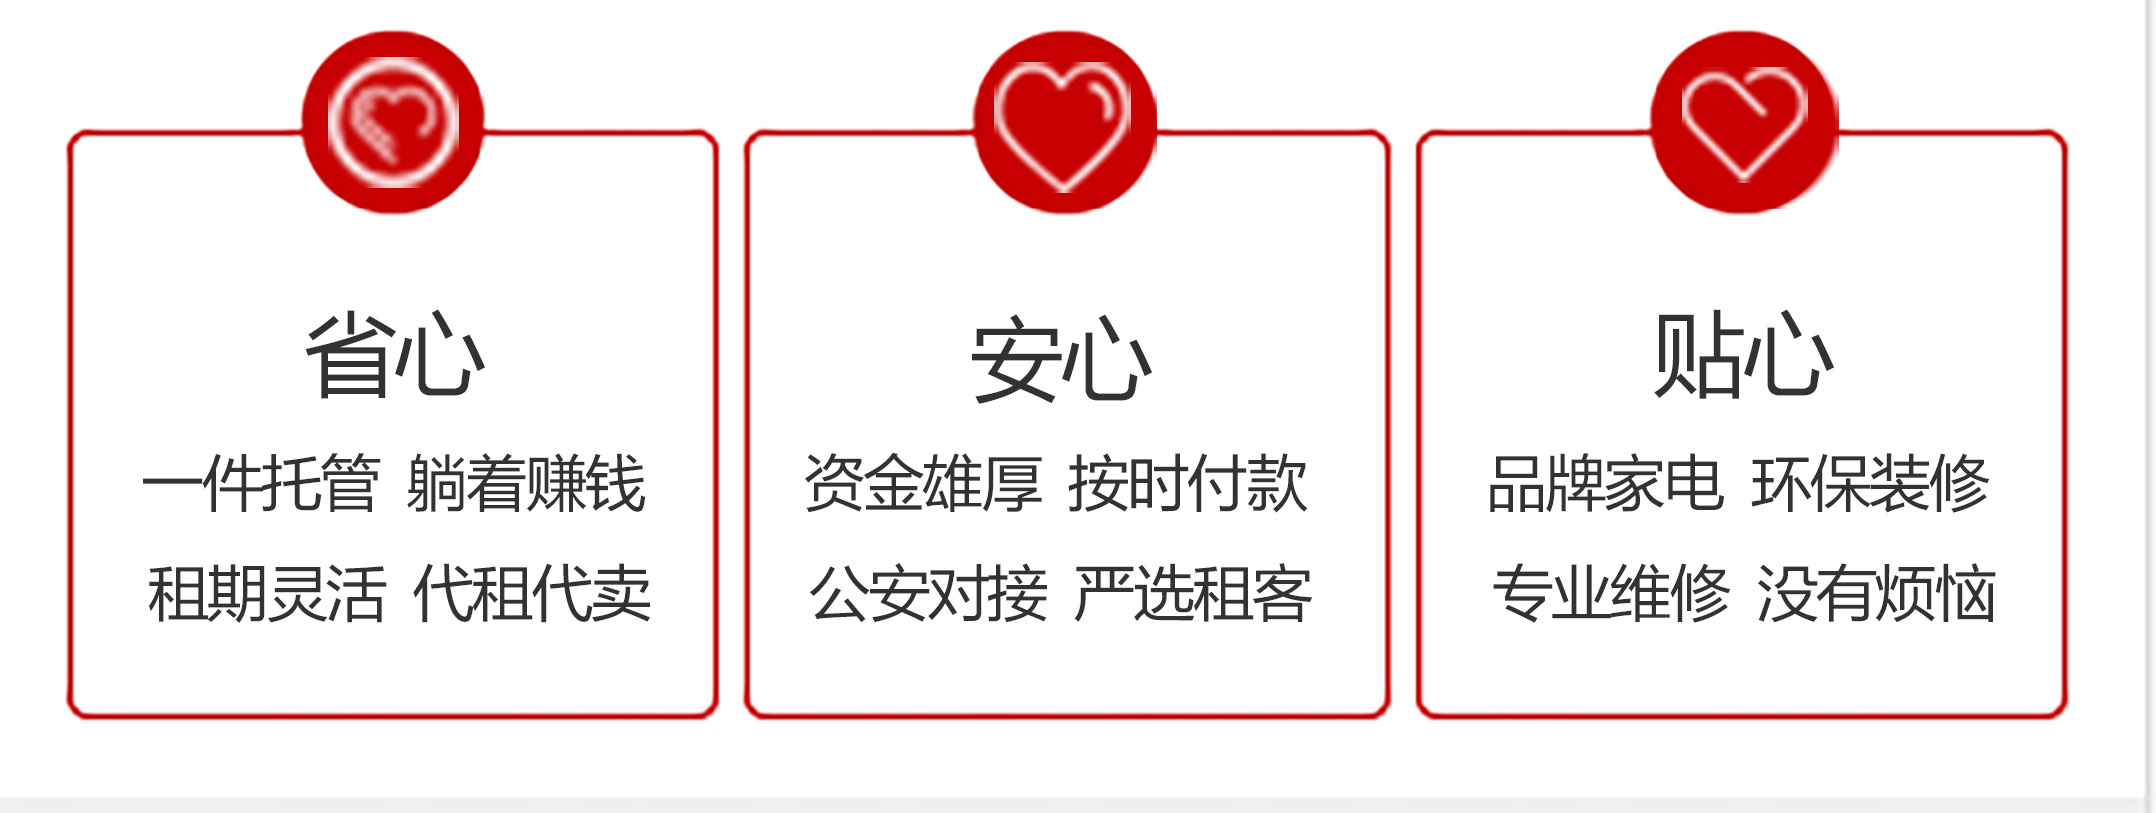 省心
一件托管 躺着赚钱
租期灵活 代租代卖
安心
资金雄厚 按时付款
公安对接 严选租客
贴心
品牌家电 环保装修
专业维修 没有烦恼